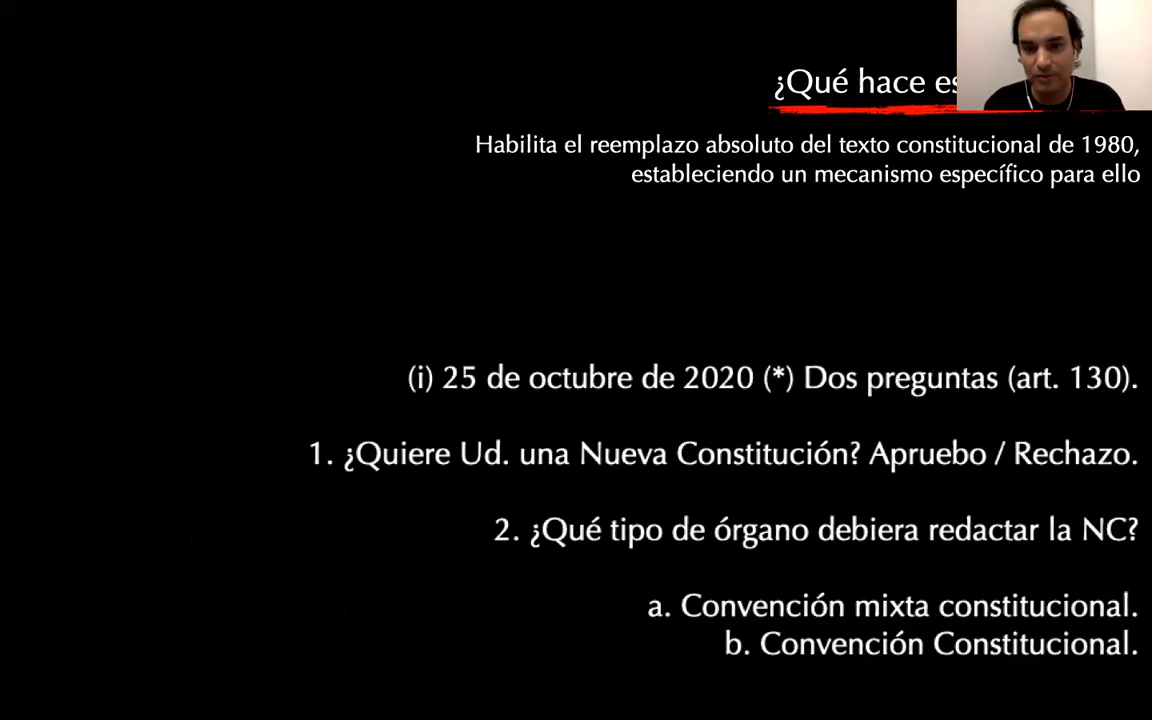 ¿Qué hace es
Habilita el reemplazo absoluto del texto constitucional de 1980,
estableciendo un mecanismo específico para ello
(i) 25 de octubre de 2020 (*) Dos preguntas (art. 130).
1. ¿Quiere Ud. una Nueva Constitución? Apruebo / Rechazo.
2. ¿Qué tipo de órgano debiera redactar la NC?
a. Convención mixta constitucional.
b. Convención Constitucional.